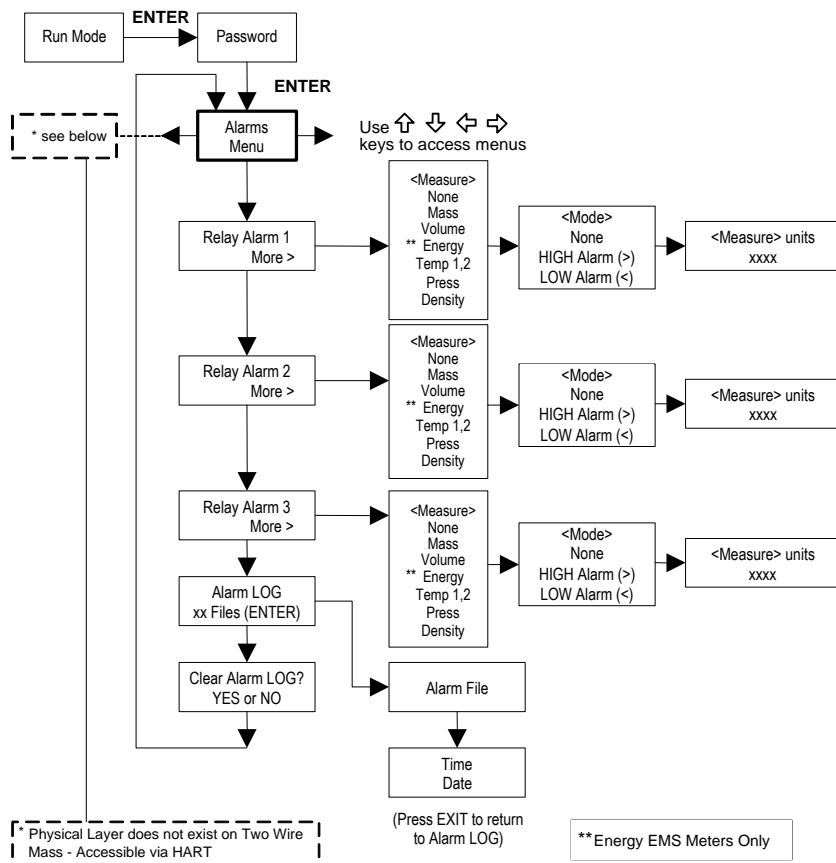 ENTER
Run Mode
Password
ENTER
* see below
Alarms
Menu
Use
keys to access menus
Relay Alarm 1
More >
<Measure>
None
Mass
Volume
** Energy
Temp 1,2
Press
Density
<Mode>
None
HIGH Alarm (>)
LOW Alarm (<)
<Measure> units
xxxx
Relay Alarm 2
More >
<Measure>
None
Mass
Volume
** Energy
Temp 1,2
Press
Density
<Mode>
None
HIGH Alarm (>)
LOW Alarm (<)
<Measure> units
xxxx
Relay Alarm 3
More >
<Measure>
None
Mass
Volume
** Energy
Temp 1,2
Press
Density
<Mode>
None
HIGH Alarm (>)
LOW Alarm (<)
<Measure> units
xxxx
Alarm LOG
xx Files (ENTER)
Clear Alarm LOG?
YES or NO
Alarm File
Time
Date
(Press EXIT to return
to Alarm LOG)
* Physical Layer does not exist on Two Wire
Mass - Accessible via HART
**Energy EMS Meters Only